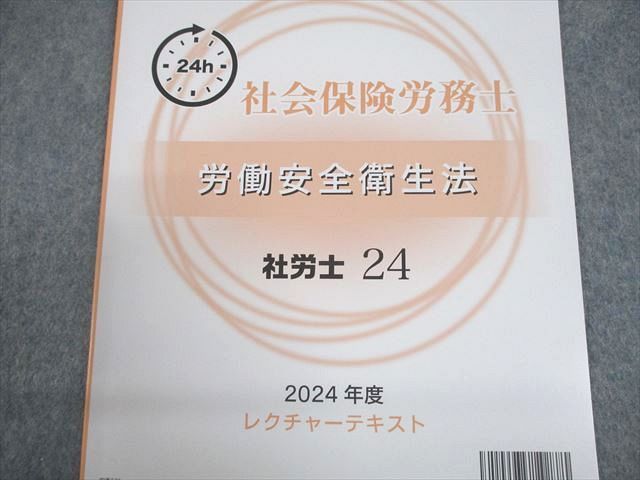 24h
社会保険労務士
労働安全衛生法
社労士 24
2024 年度
レクチャーテキスト